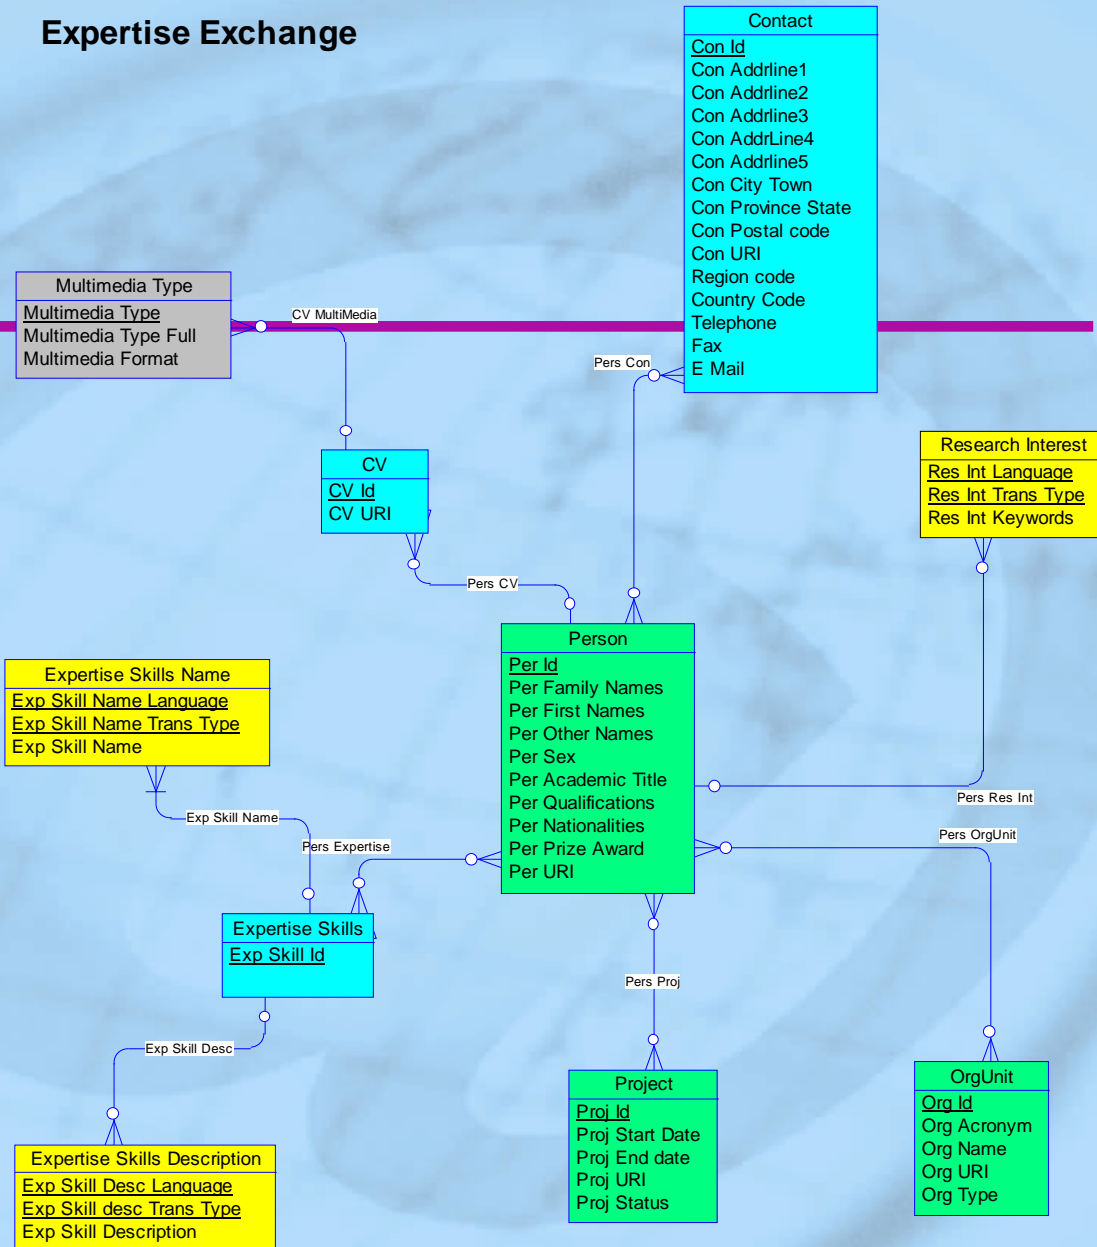 Expertise Exchange
Contact
Con Id
Con Addrline1
Con Addrline2
Con Addrline3
Con AddrLine4
Con Addrline5
Con City Town
Con Province State
Con Postal code
Con URI
Region code
Country Code
Telephone
Fax
E Mail
Multimedia Type
Multimedia Type
Multimedia Type Full
Multimedia Format
CV MultiMedia
Pers Con
CV
CV Id
CV URI
Research Interest
Res Int Language
Res Int Trans Type
Res Int Keywords
Pers CV
Person
Per Id
Per Family Names
Per First Names
Per Other Names
Per Sex
Per Academic Title
Per Qualifications
Per Nationalities
Per Prize Award
Per URI
Expertise Skills Name
Exp Skill Name Language
Exp Skill Name Trans Type
Exp Skill Name
Exp Skill Name
Pers Expertise
Pers Res Int
Pers OrgUnit
Expertise Skills
Exp Skill Id
Pers Proj
Exp Skill Desc
Project
Proj Id
Proj Start Date
Proj End date
Proj URI
Proj Status
OrgUnit
Org Id
Org Acronym
Org Name
Org URI
Org Type
Expertise Skills Description
Exp Skill Desc Language
Exp Skill desc Trans Type
Exp Skill Description